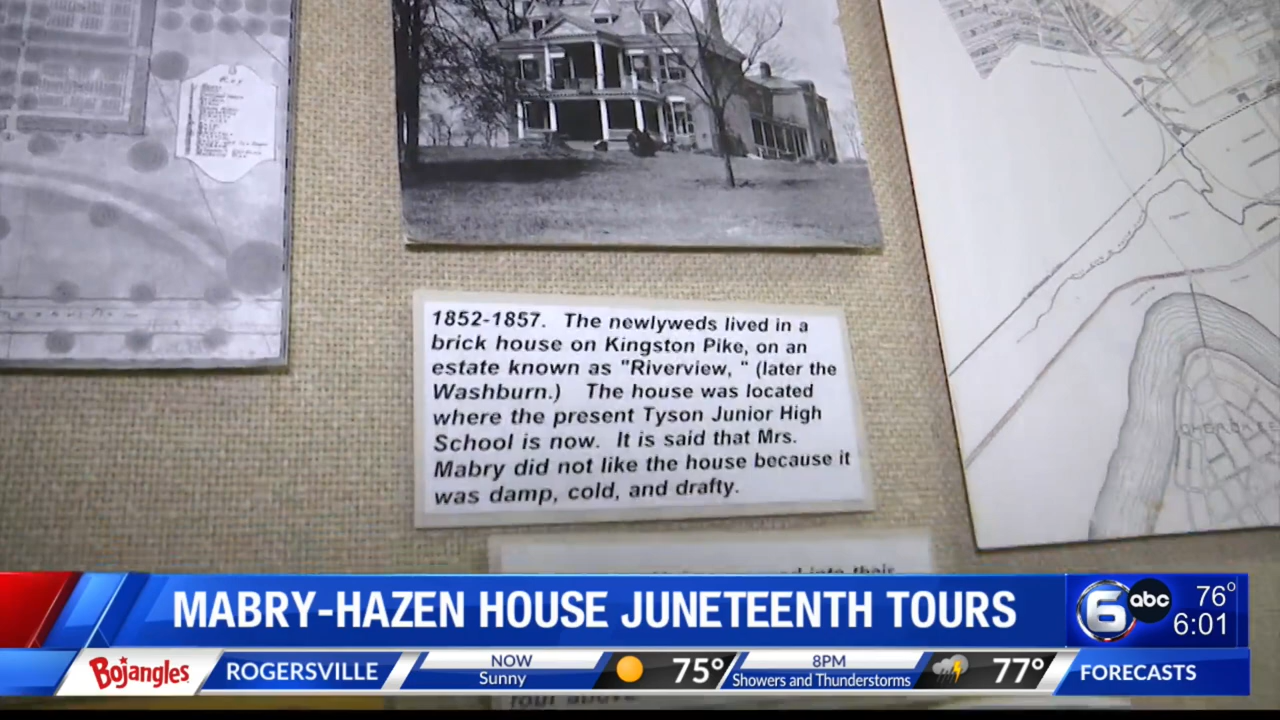 1852-1857. The newlyweds lived in a
brick house on Kingston Pike, on an
estate known as "Riverview, " (later the
Washburn.) The house was located
where the present Tyson Junior High
School is now. It is said that Mrs.
Mabry did not like the house because it
was damp, cold, and drafty.
MABRY-HAZEN HOUSE JUNETEENTH TOURS
6 abc
76°
6:01
Bojangles
ROGERSVILLE
NOW
Sunny
75°
8PM
Showers and Thunderstorms
77°
FORECASTS